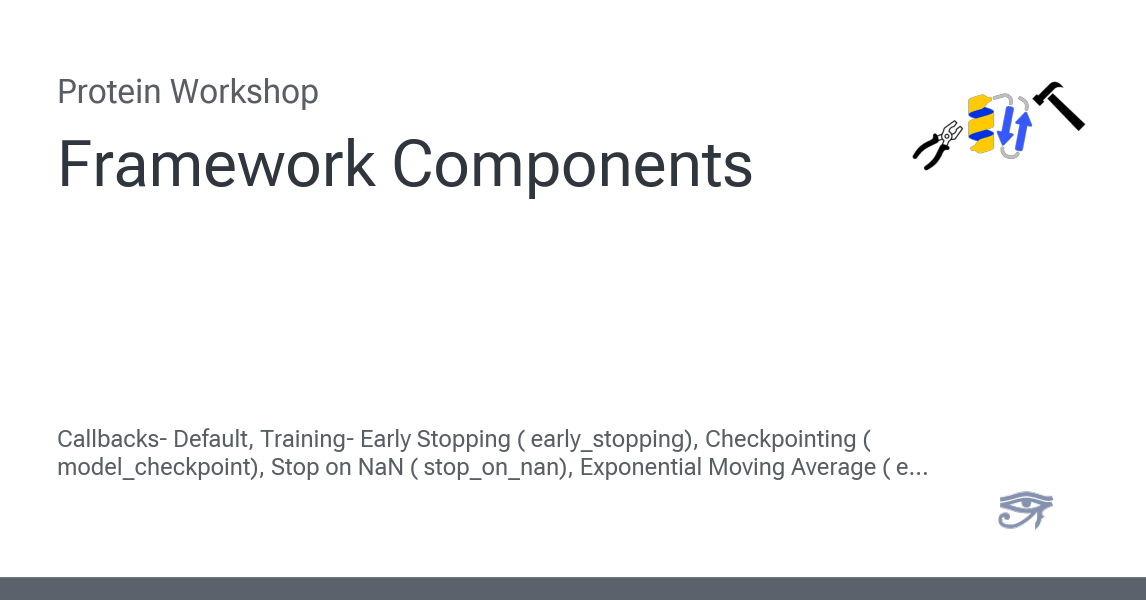 Protein Workshop
Framework Components
Callbacks- Default, Training- Early Stopping ( early_stopping), Checkpointing (
model_checkpoint), Stop on NaN ( stop_on_nan), Exponential Moving Average ( e...